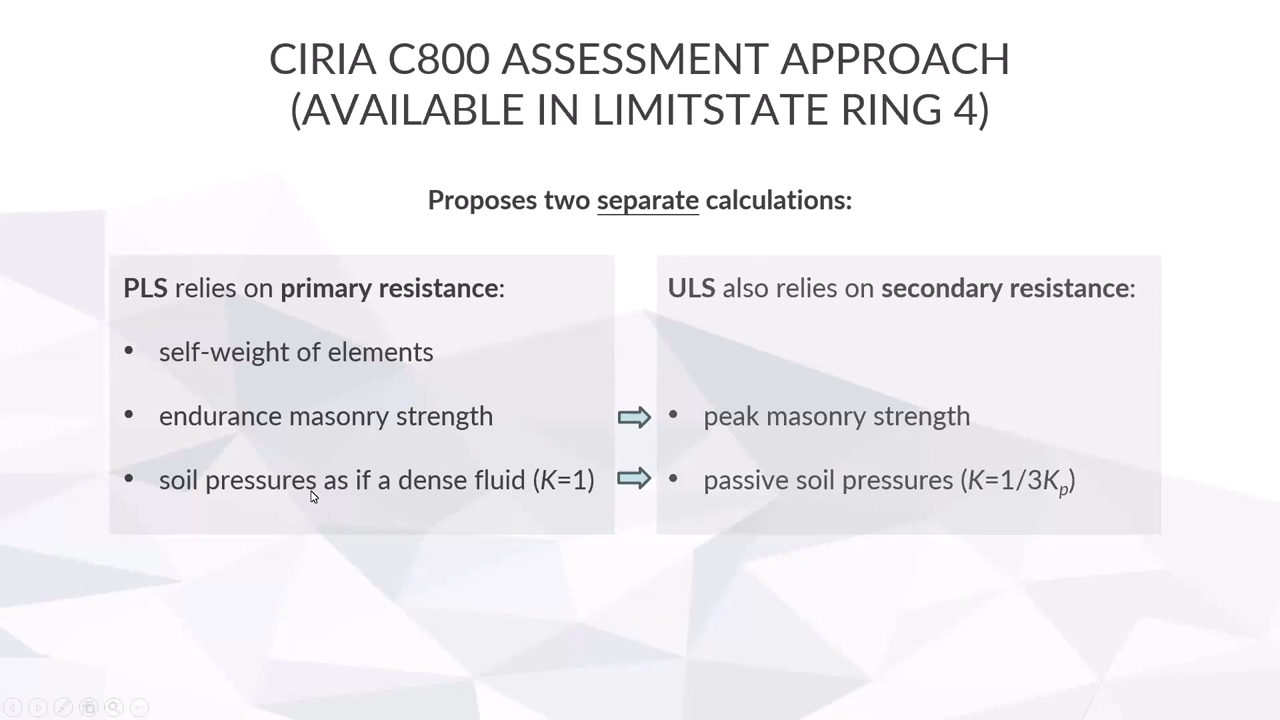 CIRIA C800 ASSESSMENT APPROACH
(AVAILABLE IN LIMITSTATE RING 4)
Proposes two separate calculations:
PLS relies on primary resistance:
• self-weight of elements
• endurance masonry strength
• soil pressures as if a dense fluid (K=1)
ULS also relies on secondary resistance:
• peak masonry strength
• passive soil pressures (K=1/3Kp)